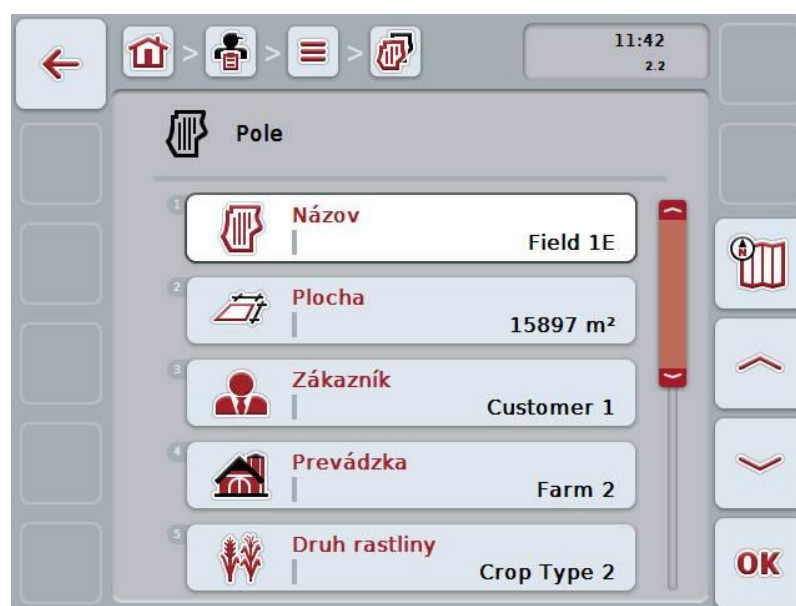 11:42
2.2
Pole
1
Názov
Field 1E
2
Plocha
15897 m²
3
Zákazník
Customer 1
4
Prevádzka
Farm 2
5
Druh rastliny
Crop Type 2
N
OK